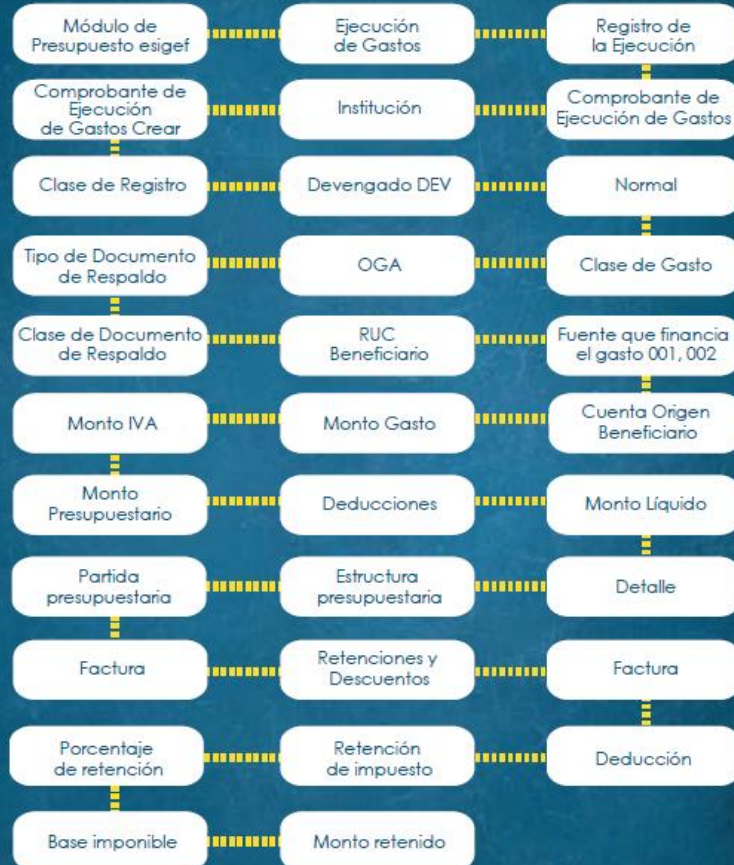 Módulo de
Presupuesto esigef
Ejecución
de Gastos
Registro de
la Ejecución
Comprobante de
Ejecución
de Gastos Crear
Institución
Comprobante de
Ejecución de Gastos
Clase de Registro
Devengado DEV
Normal
Tipo de Documento
de Respaldo
OGA
Clase de Gasto
Clase de Documento
de Respaldo
RUC
Beneficiario
Fuente que financia
el gasto 001, 002
Monto IVA
Monto Gasto
Cuenta Origen
Beneficiario
Monto
Presupuestario
Deducciones
Monto Líquido
Partida
presupuestaria
Estructura
presupuestaria
Detalle
Factura
Retenciones y
Descuentos
Factura
Porcentaje
de retención
Retención
de impuesto
Deducción
Base imponible
Monto retenido